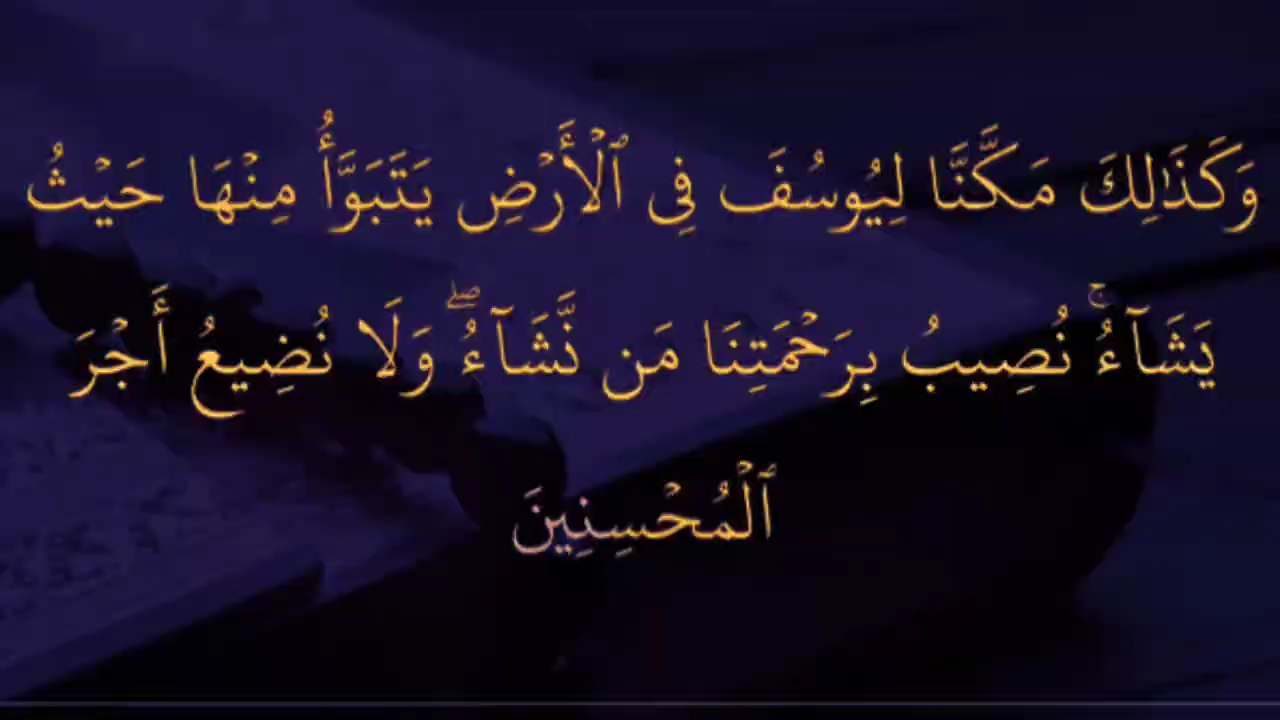 وَكَذَٰلِكَ مَكَّنَّا لِيُوسُفَ فِى ٱلْأَرْضِ يَتَبَوَّأُ مِنْهَا حَيْثُ
يَشَآءُ ۚ نُصِيبُ بِرَحْمَتِنَا مَن نَّشَآءُ ۖ وَلَا نُضِيعُ أَجْرَ
ٱلْمُحْسِنِينَ